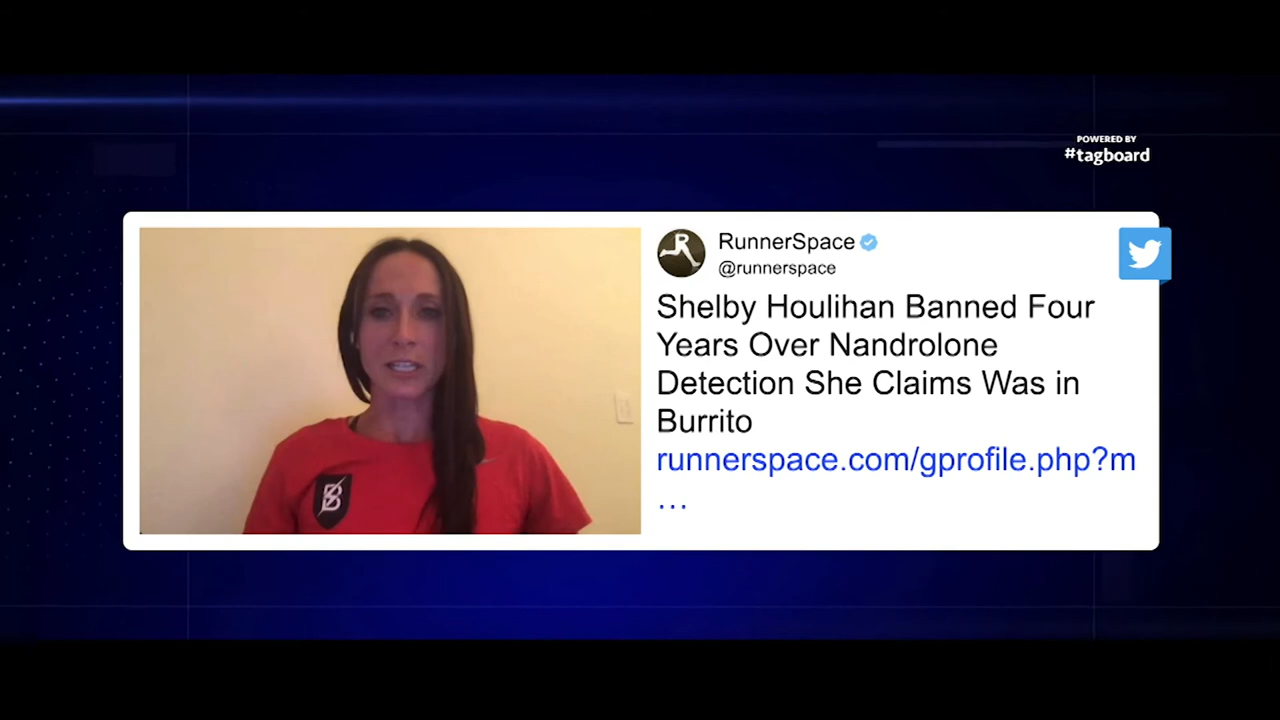 POWERED BY
#tagboard
RunnerSpace
@runnerspace
Shelby Houlihan Banned Four
Years Over Nandrolone
Detection She Claims Was in
Burrito
runnerspace.com/gprofile.php?m
...